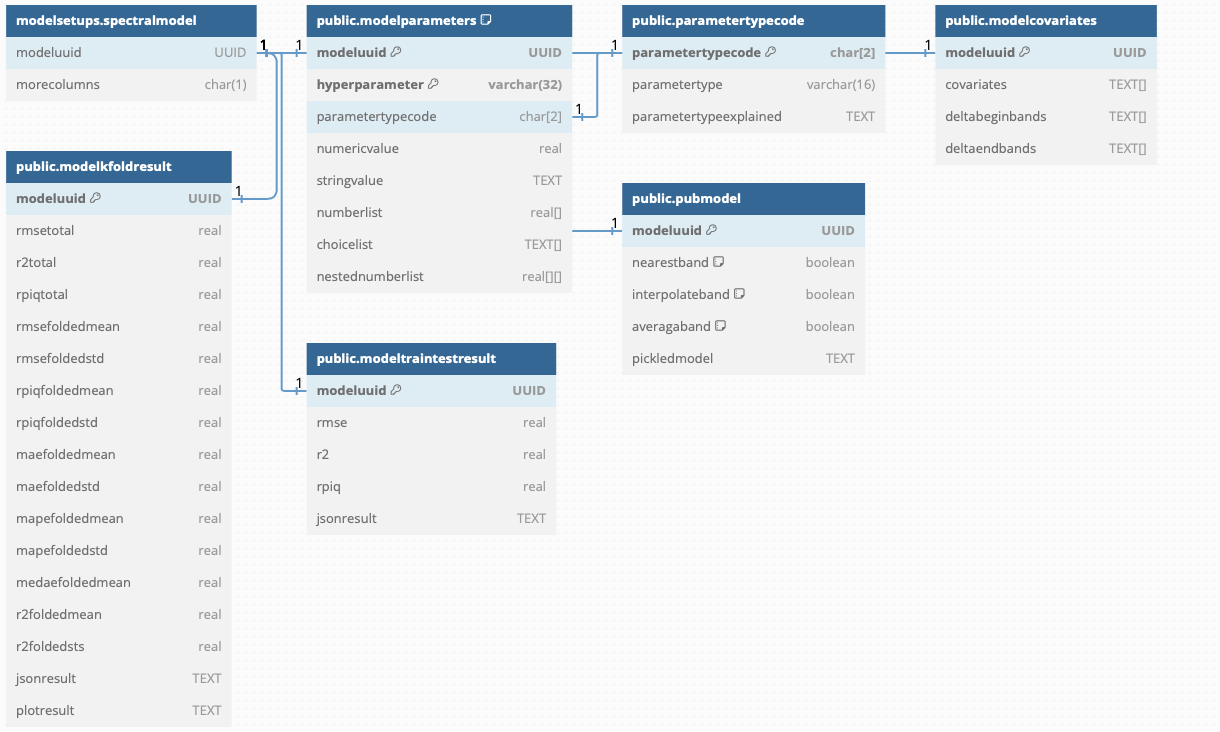 modelsetups.spectralmodel
modeluuid UUID
morecolumns char(1)
1
1
public.modelparameters
modeluuid UUID
hyperparameter varchar(32)
parametertypecode char[2]
numericvalue real
stringvalue TEXT
numberlist real[]
choicelist TEXT[]
nestednumberlist real[][]
1
1
public.parametertypecode
parametertypecode char[2]
parametertype varchar(16)
parametertypeexplained TEXT
1
public.modelcovariates
modeluuid UUID
covariates TEXT[]
deltabeginbands TEXT[]
deltaendbands TEXT[]
public.modelkfoldresult
modeluuid UUID
rmsetotal real
r2total real
rpiqtotal real
rmsefoldedmean real
rmsefoldedstd real
rpiqfoldedmean real
rpiqfoldedstd real
maefoldedmean real
maefoldedstd real
mapefoldedmean real
mapefoldedstd real
medaefoldedmean real
r2foldedmean real
r2foldedsts real
jsonresult TEXT
plotresult TEXT
1
1
public.pubmodel
modeluuid UUID
nearestband boolean
interpolateband boolean
averagaband boolean
pickledmodel TEXT
1
public.modeltraintestresult
modeluuid UUID
rmse real
r2 real
rpiq real
jsonresult TEXT